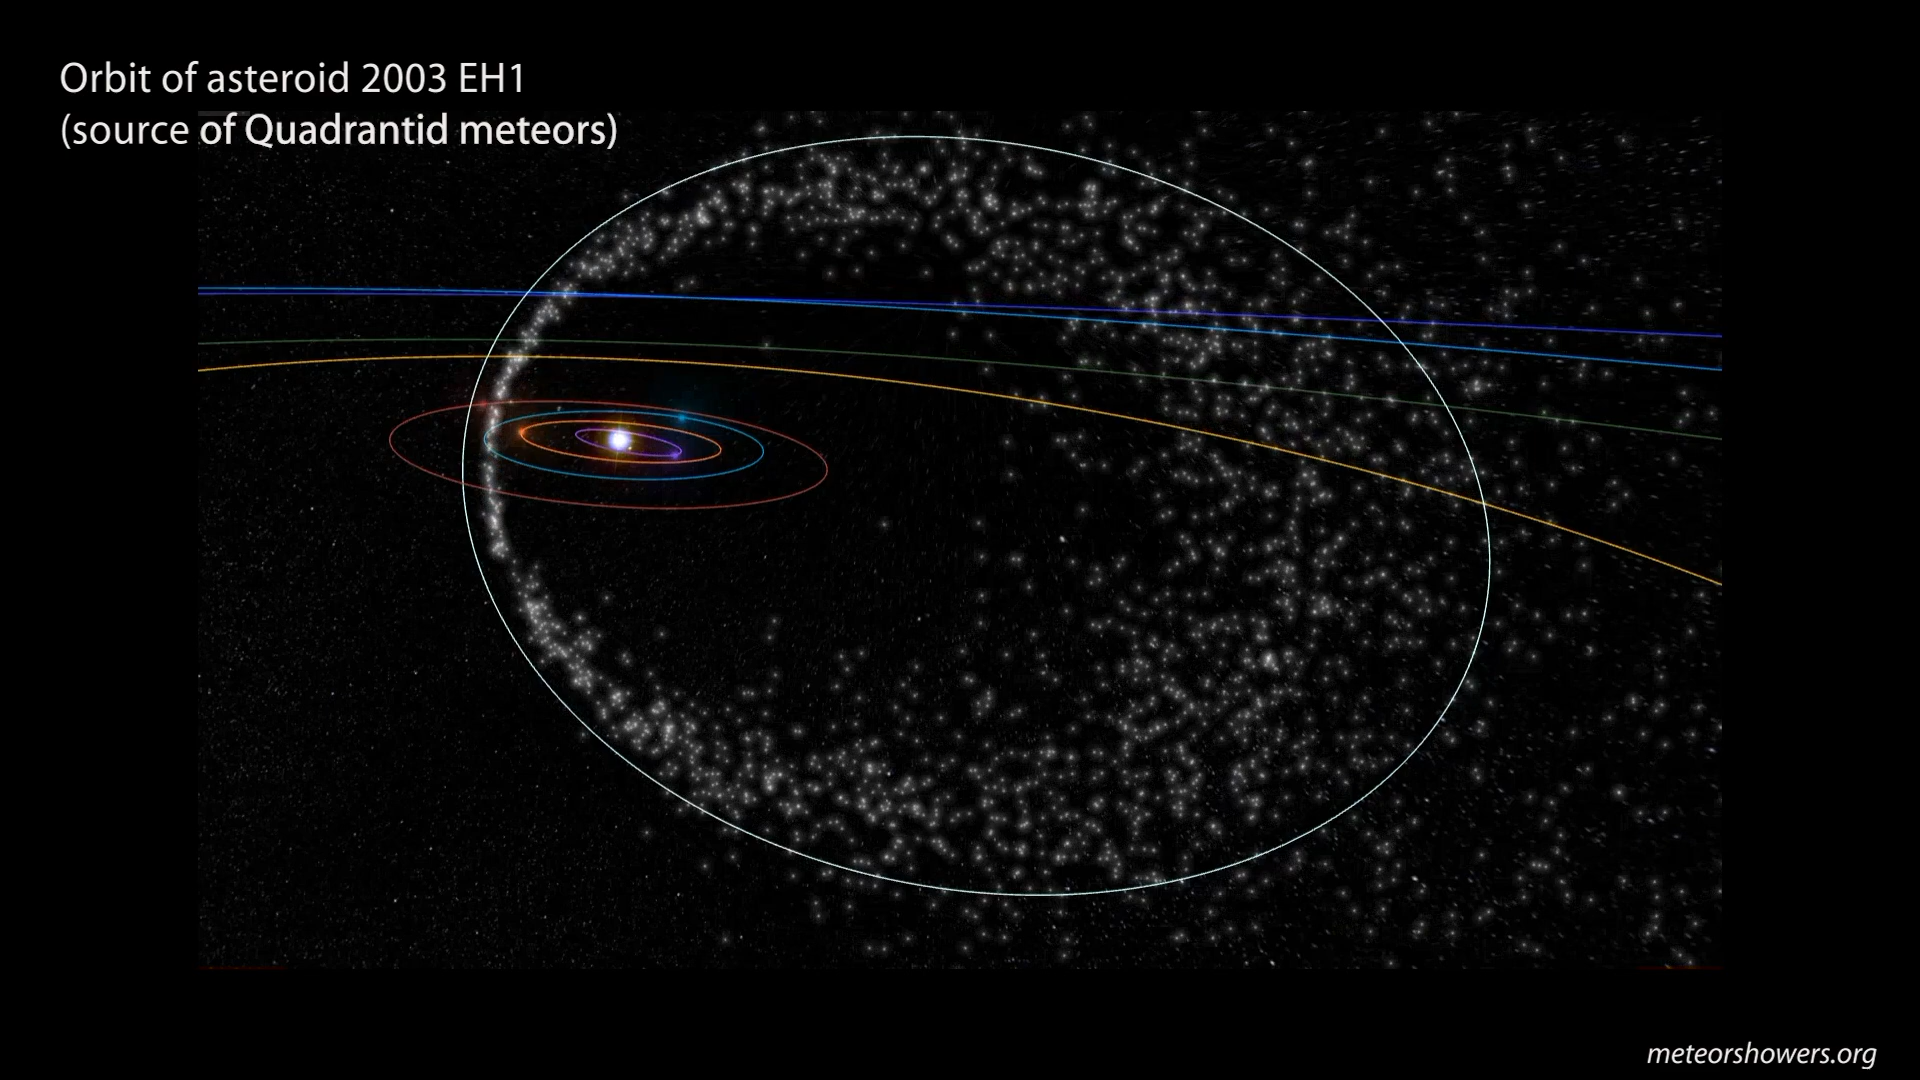 Orbit of asteroid 2003 EH1
(source of Quadrantid meteors)
meteorshowers.org